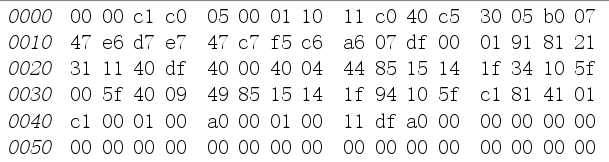 0000 00 00 c1 c0 05 00 01 10 11 c0 40 c5 30 05 b0 07
0010 47 e6 d7 e7 47 c7 f5 c6 a6 07 df 00 01 91 81 21
0020 31 11 40 df 40 00 40 04 44 85 15 14 1f 34 10 5f
0030 00 5f 40 09 49 85 15 14 1f 94 10 5f c1 81 41 01
0040 c1 00 01 00 a0 00 01 00 11 df a0 00 00 00 00 00
0050 00 00 00 00 00 00 00 00 00 00 00 00 00 00 00 00